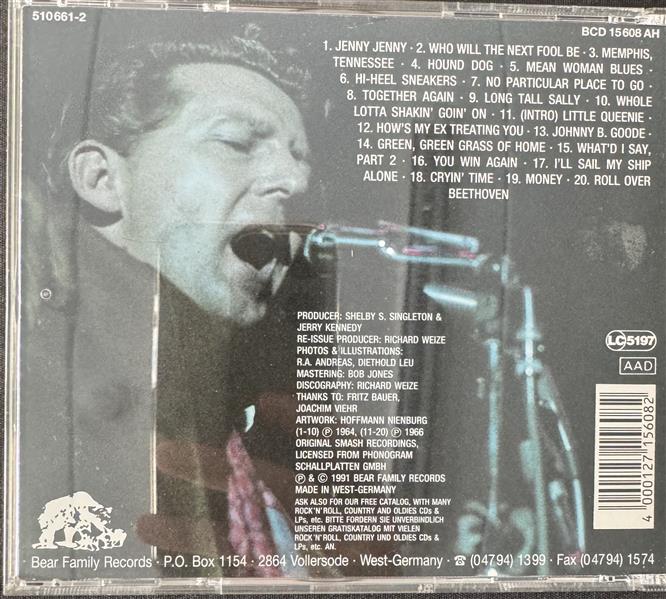 510 661-2
BCD 15 608 AH
1. JENNY JENNY · 2. WHO WILL THE NEXT FOOL BE · 3. MEMPHIS,
TENNESSEE · 4. HOUND DOG · 5. MEAN WOMAN BLUES ·
6. HI-HEEL SNEAKERS · 7. NO PARTICULAR PLACE TO GO ·
8. TOGETHER AGAIN · 9. LONG TALL SALLY · 10. WHOLE
LOTTA SHAKIN' GOIN' ON · 11. (INTRO) LITTLE QUEENIE ·
12. HOW'S MY EX TREATING YOU · 13. JOHNNY B. GOODE ·
14. GREEN, GREEN GRASS OF HOME · 15. WHAT'D I SAY,
PART 2 · 16. YOU WIN AGAIN · 17. I'LL SAIL MY SHIP
ALONE · 18. CRYIN' TIME · 19. MONEY · 20. ROLL OVER
BEETHOVEN
PRODUCER: SHELBY S. SINGLETON &
JERRY KENNEDY
RE-ISSUE PRODUCER: RICHARD WEIZE
PHOTOS & ILLUSTRATIONS:
R.A. ANDREAS, DIETHOLD LEU
MASTERING: BOB JONES
DISCOGRAPHY: RICHARD WEIZE
THANKS TO: FRITZ BAUER,
JOACHIM VIEHR
ARTWORK: HOFFMANN NIENBURG
(1-10) Ⓟ 1964, (11-20) Ⓟ 1966
ORIGINAL SMASH RECORDINGS,
LICENSED FROM PHONOGRAM
SCHALLPLATTEN GMBH
Ⓟ & © 1991 BEAR FAMILY RECORDS
MADE IN WEST-GERMANY
ASK ALSO FOR OUR FREE CATALOG, WITH MANY
ROCK'N'ROLL, COUNTRY AND OLDIES CDs &
LPs, etc. BITTE FORDERN SIE UNVERBINDLICH
UNSEREN GRATISKATALOG MIT VIELEN
ROCK'N'ROLL, COUNTRY UND OLDIES CDs &
LPs, etc. AN.
LC 5197
AAD
4 000127 156082
Bear Family Records · P.O. Box 1154 · 2864 Vollersode · West-Germany · ☎ (04794) 1399 · Fax (04794) 1574